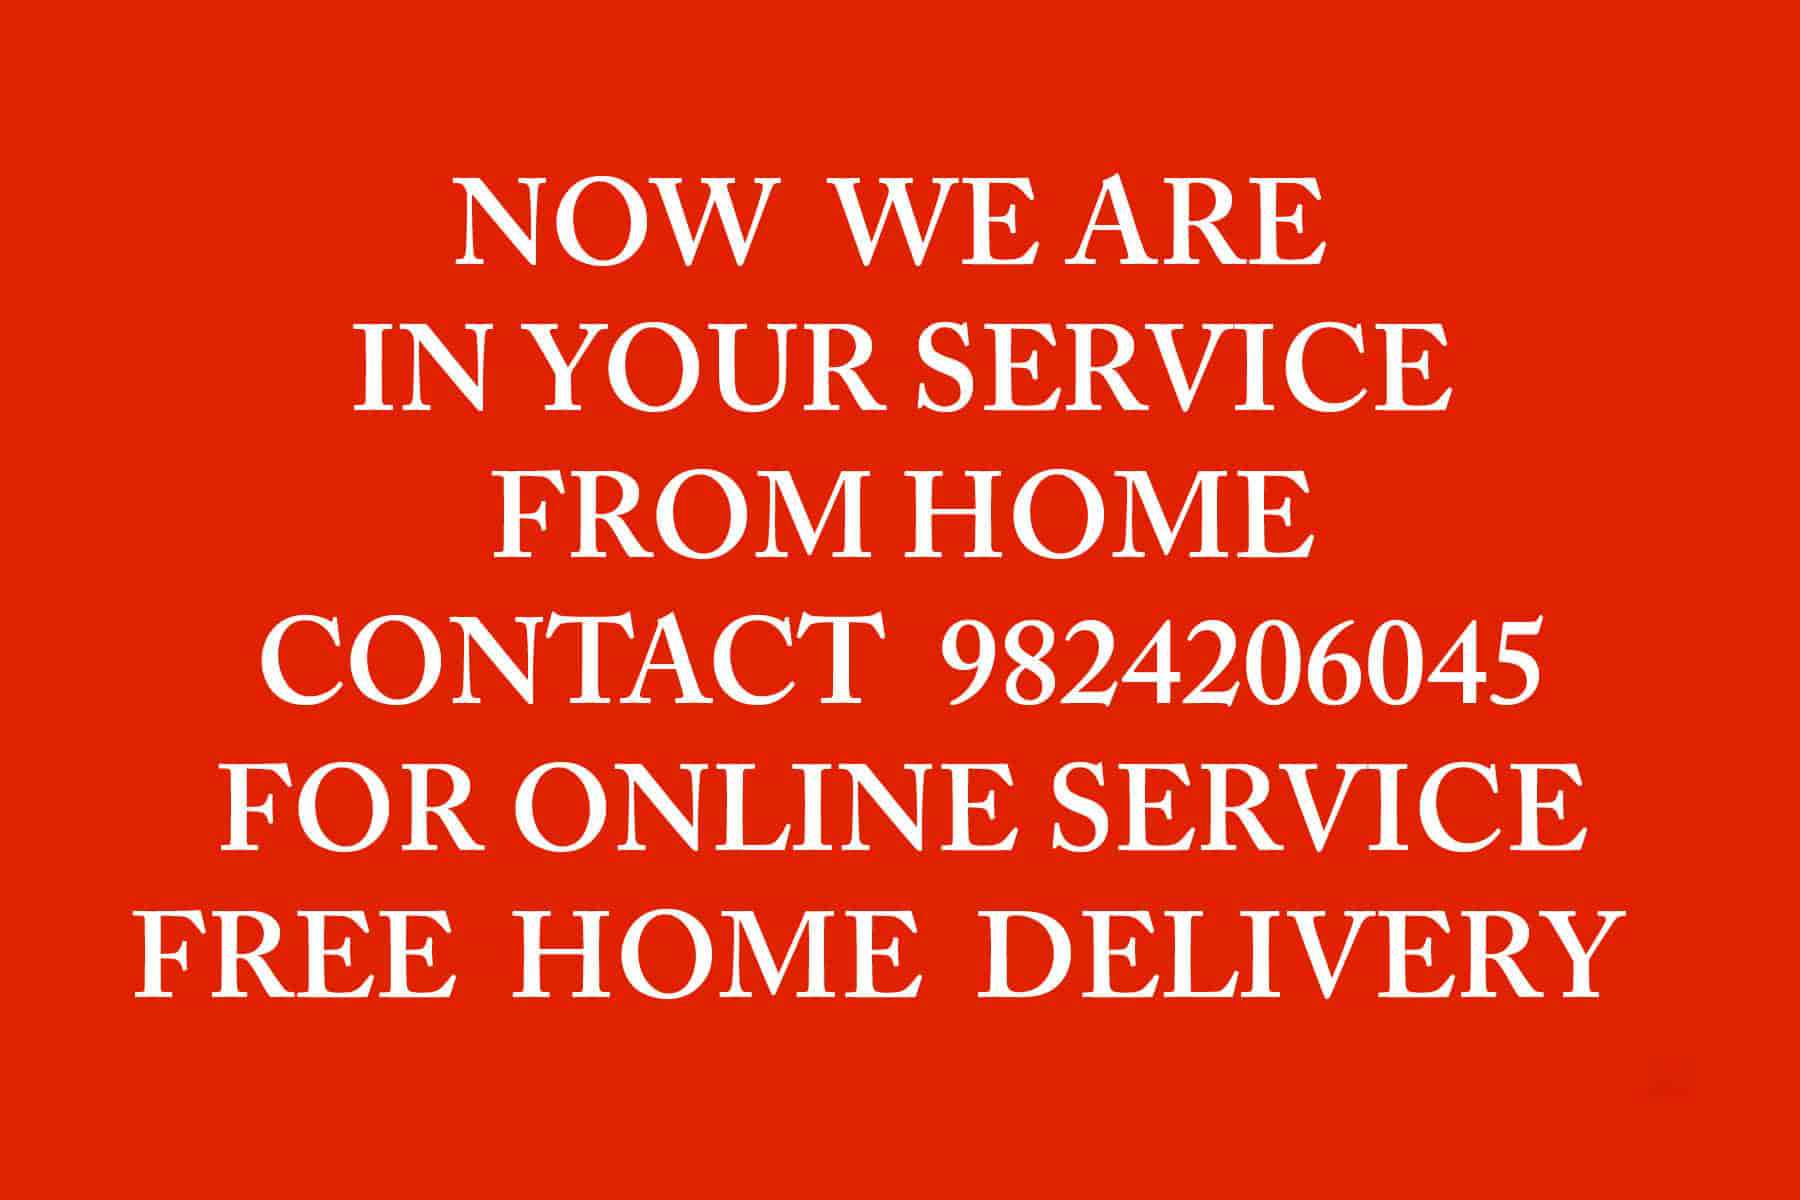 NOW WE ARE
IN YOUR SERVICE
FROM HOME
CONTACT 9824206045
FOR ONLINE SERVICE
FREE HOME DELIVERY